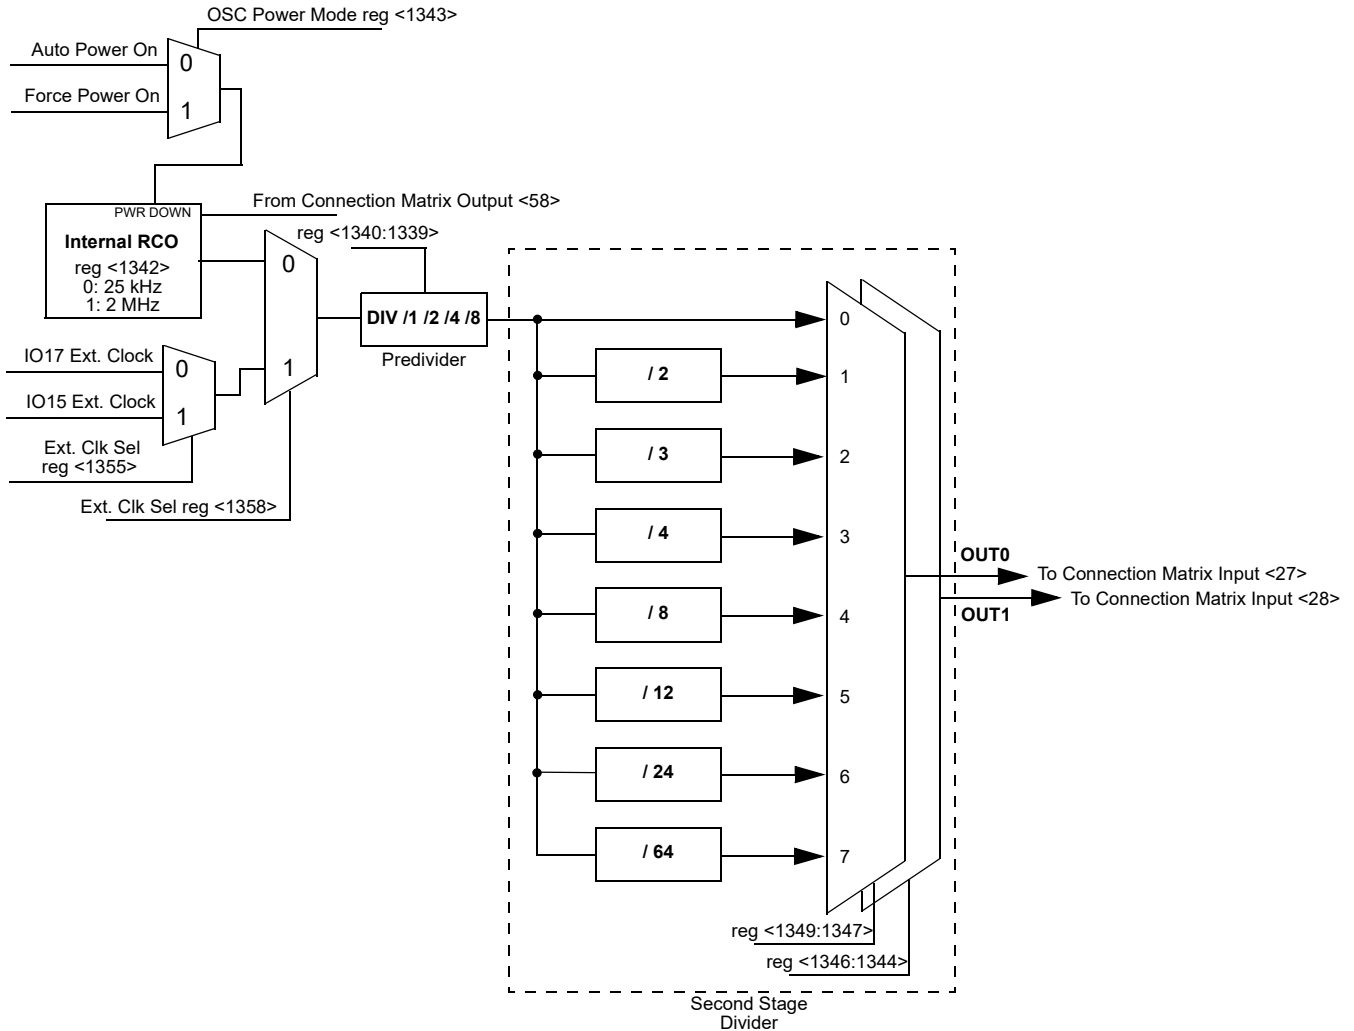 OSC Power Mode reg <1343>
Auto Power On
0
Force Power On
1
From Connection Matrix Output <58>
PWR DOWN
Internal RCO
reg <1342>
0: 25 kHz
1: 2 MHz
reg <1340:1339>
0
1
DIV /1 /2 /4 /8
Predivider
IO17 Ext. Clock
0
IO15 Ext. Clock
1
Ext. Clk Sel
reg <1355>
Ext. Clk Sel reg <1358>
0
/ 2
1
/ 3
2
/ 4
3
/ 8
4
/ 12
5
/ 24
6
/ 64
7
OUT0
To Connection Matrix Input <27>
To Connection Matrix Input <28>
OUT1
reg <1349:1347>
reg <1346:1344>
Second Stage
Divider